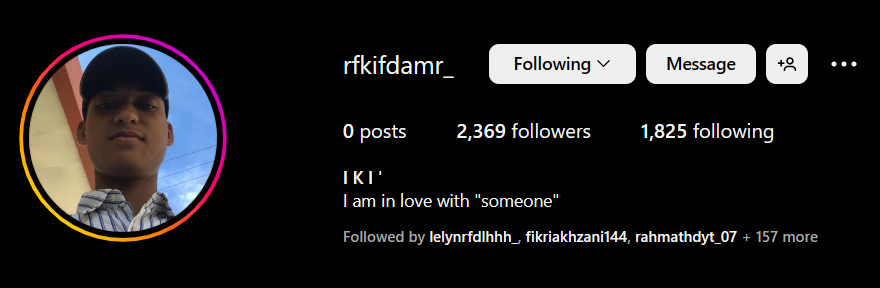 rfkifdamr_ Following Message
0 posts 2,369 followers 1,825 following
I K I '
I am in love with "someone"
Followed by lelynrfdlhhh_, fikriakhzani144, rahmathdyt_07 + 157 more